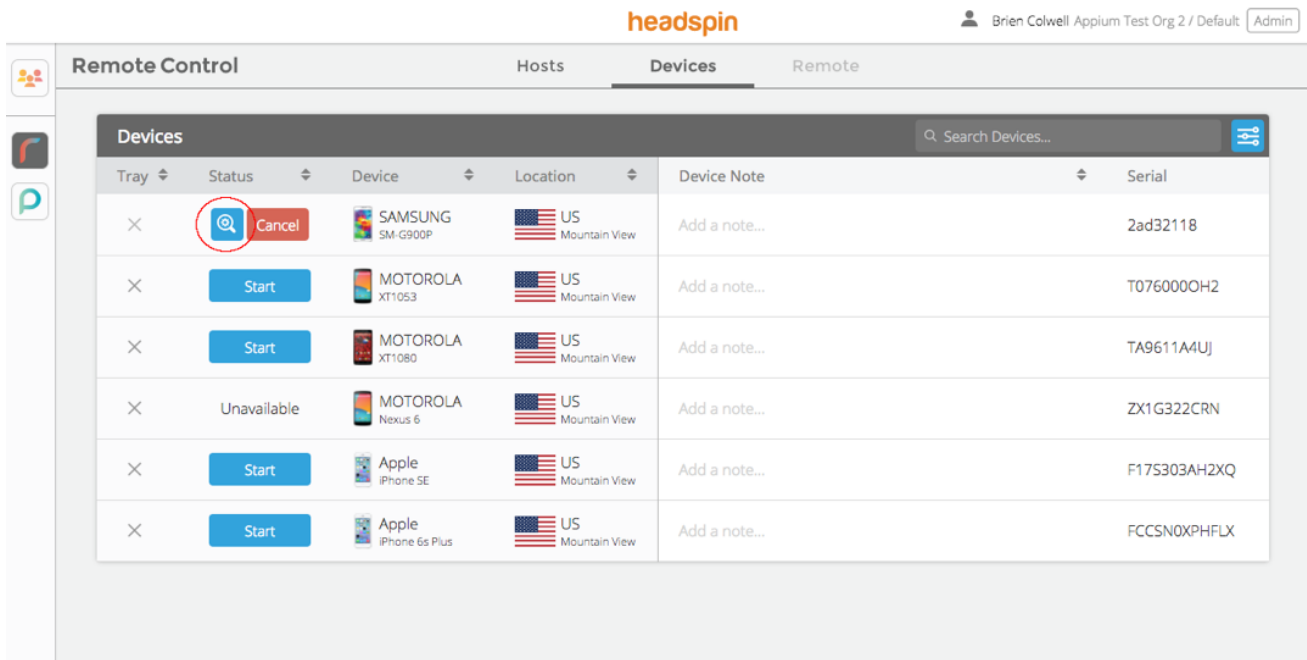 headspin
Brien Colwell Appium Test Org 2 / Default Admin
Remote Control Hosts Devices Remote
Devices Search Devices...
Tray Status Device Location Device Note Serial
Cancel SAMSUNG US Add a note... 2ad32118
SM-G900P Mountain View
Start MOTOROLA US Add a note... T076000OH2
XT1053 Mountain View
Start MOTOROLA US Add a note... TA9611A4UJ
XT1080 Mountain View
Unavailable MOTOROLA US Add a note... ZX1G322CRN
Nexus 6 Mountain View
Start Apple US Add a note... F17S303AH2XQ
iPhone SE Mountain View
Start Apple US Add a note... FCCSN0XPHFLX
iPhone 6s Plus Mountain View